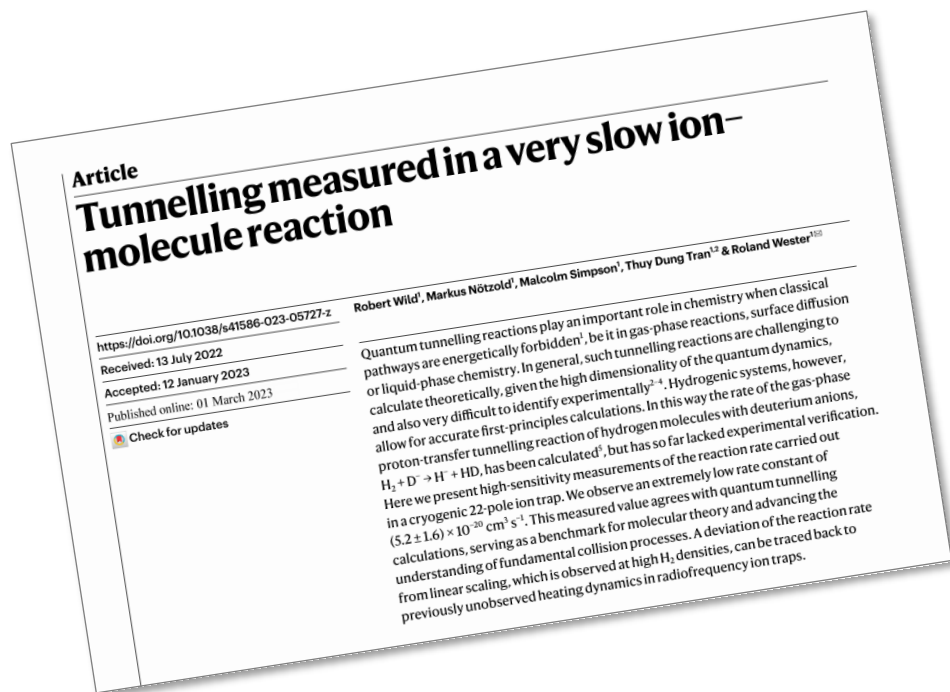 Article
Tunnelling measured in a very slow ion–
molecule reaction
https://doi.org/10.1038/s41586-023-05727-z
Received: 13 July 2022
Accepted: 12 January 2023
Published online: 01 March 2023
Check for updates
Robert Wild¹, Markus Nötzold¹, Malcolm Simpson¹, Thuy Dung Tran¹,² & Roland Wester¹✉
Quantum tunnelling reactions play an important role in chemistry when classical
pathways are energetically forbidden¹, be it in gas-phase reactions, surface diffusion
or liquid-phase chemistry. In general, such tunnelling reactions are challenging to
calculate theoretically, given the high dimensionality of the quantum dynamics,
and also very difficult to identify experimentally²⁻⁴. Hydrogenic systems, however,
allow for accurate first-principles calculations. In this way the rate of the gas-phase
proton-transfer tunnelling reaction of hydrogen molecules with deuterium anions,
H₂ + D⁻ → H⁻ + HD, has been calculated⁵, but has so far lacked experimental verification.
Here we present high-sensitivity measurements of the reaction rate carried out
in a cryogenic 22-pole ion trap. We observe an extremely low rate constant of
(5.2 ± 1.6) × 10⁻²⁰ cm³ s⁻¹. This measured value agrees with quantum tunnelling
calculations, serving as a benchmark for molecular theory and advancing the
understanding of fundamental collision processes. A deviation of the reaction rate
from linear scaling, which is observed at high H₂ densities, can be traced back to
previously unobserved heating dynamics in radiofrequency ion traps.